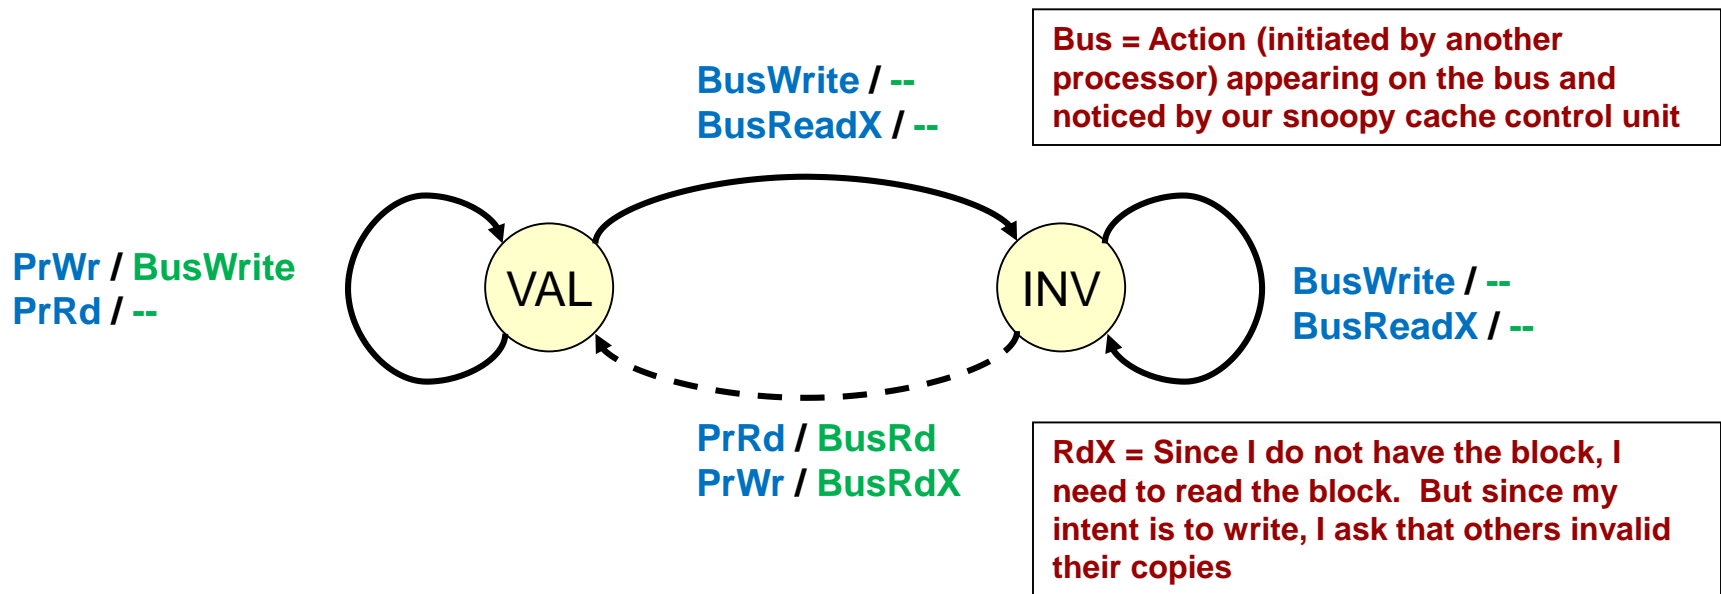 Bus = Action (initiated by another
processor) appearing on the bus and
noticed by our snoopy cache control unit
BusWrite / --
BusReadX / --
PrWr / BusWrite
PrRd / --
VAL
INV
BusWrite / --
BusReadX / --
PrRd / BusRd
PrWr / BusRdX
RdX = Since I do not have the block, I
need to read the block. But since my
intent is to write, I ask that others invalid
their copies